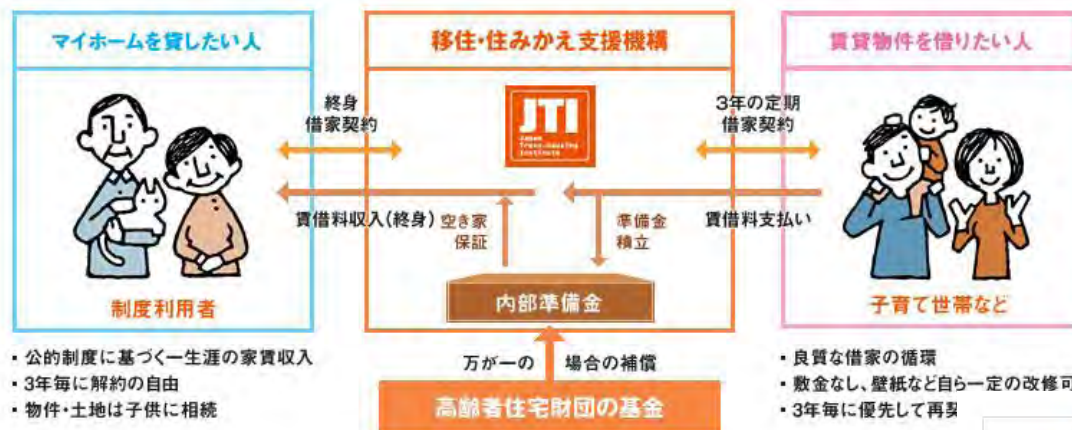 マイホームを貸したい人
移住・住みかえ支援機構
賃貸物件を借りたい人
終身
借家契約
JTI
Japan
Trans-housing
Institute
3年の定期
借家契約
賃借料収入(終身)
空き家
保証
準備金
積立
賃借料支払い
内部準備金
制度利用者
子育て世帯など
▪ 公的制度に基づく一生涯の家賃収入
▪ 3年毎に解約の自由
▪ 物件・土地は子供に相続
万が一の 場合の補償
高齢者住宅財団の基金
▪ 良質な借家の循環
▪ 敷金なし、壁紙など自ら一定の改修可
▪ 3年毎に優先して再契